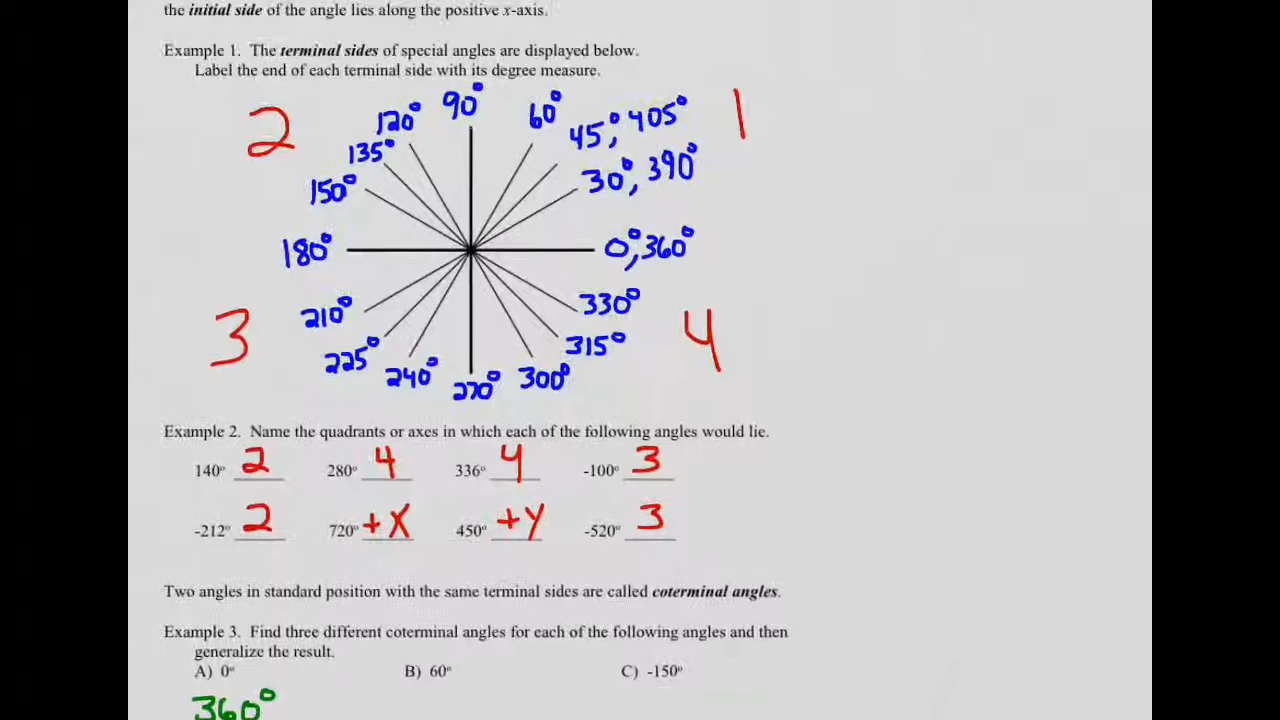 the initial side of the angle lies along the positive x-axis.
Example 1. The terminal sides of special angles are displayed below.
Label the end of each terminal side with its degree measure.
2 120° 90° 60° 45°, 405° 1
135° 30°, 390°
150°
180° 0°, 360°
3 210° 330° 4
225° 315°
240° 270° 300°
Example 2. Name the quadrants or axes in which each of the following angles would lie.
140° 2 280° 4 336° 4 -100° 3
-212° 2 720° +X 450° +Y -520° 3
Two angles in standard position with the same terminal sides are called coterminal angles.
Example 3. Find three different coterminal angles for each of the following angles and then
generalize the result.
A) 0° B) 60° C) -150°
360°